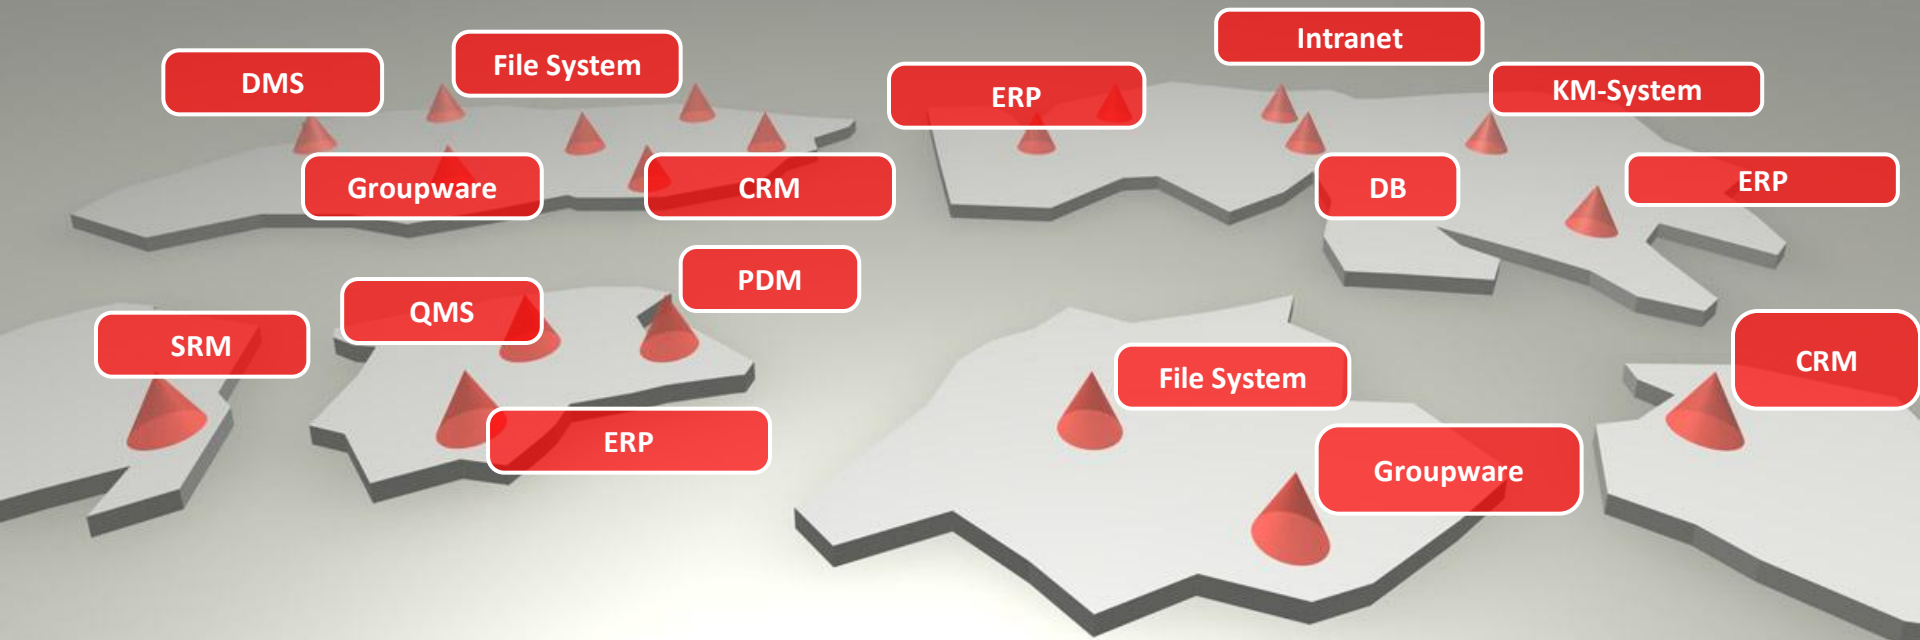 Intranet
File System
DMS
ERP
KM-System
Groupware
CRM
DB
ERP
PDM
QMS
SRM
File System
CRM
ERP
Groupware